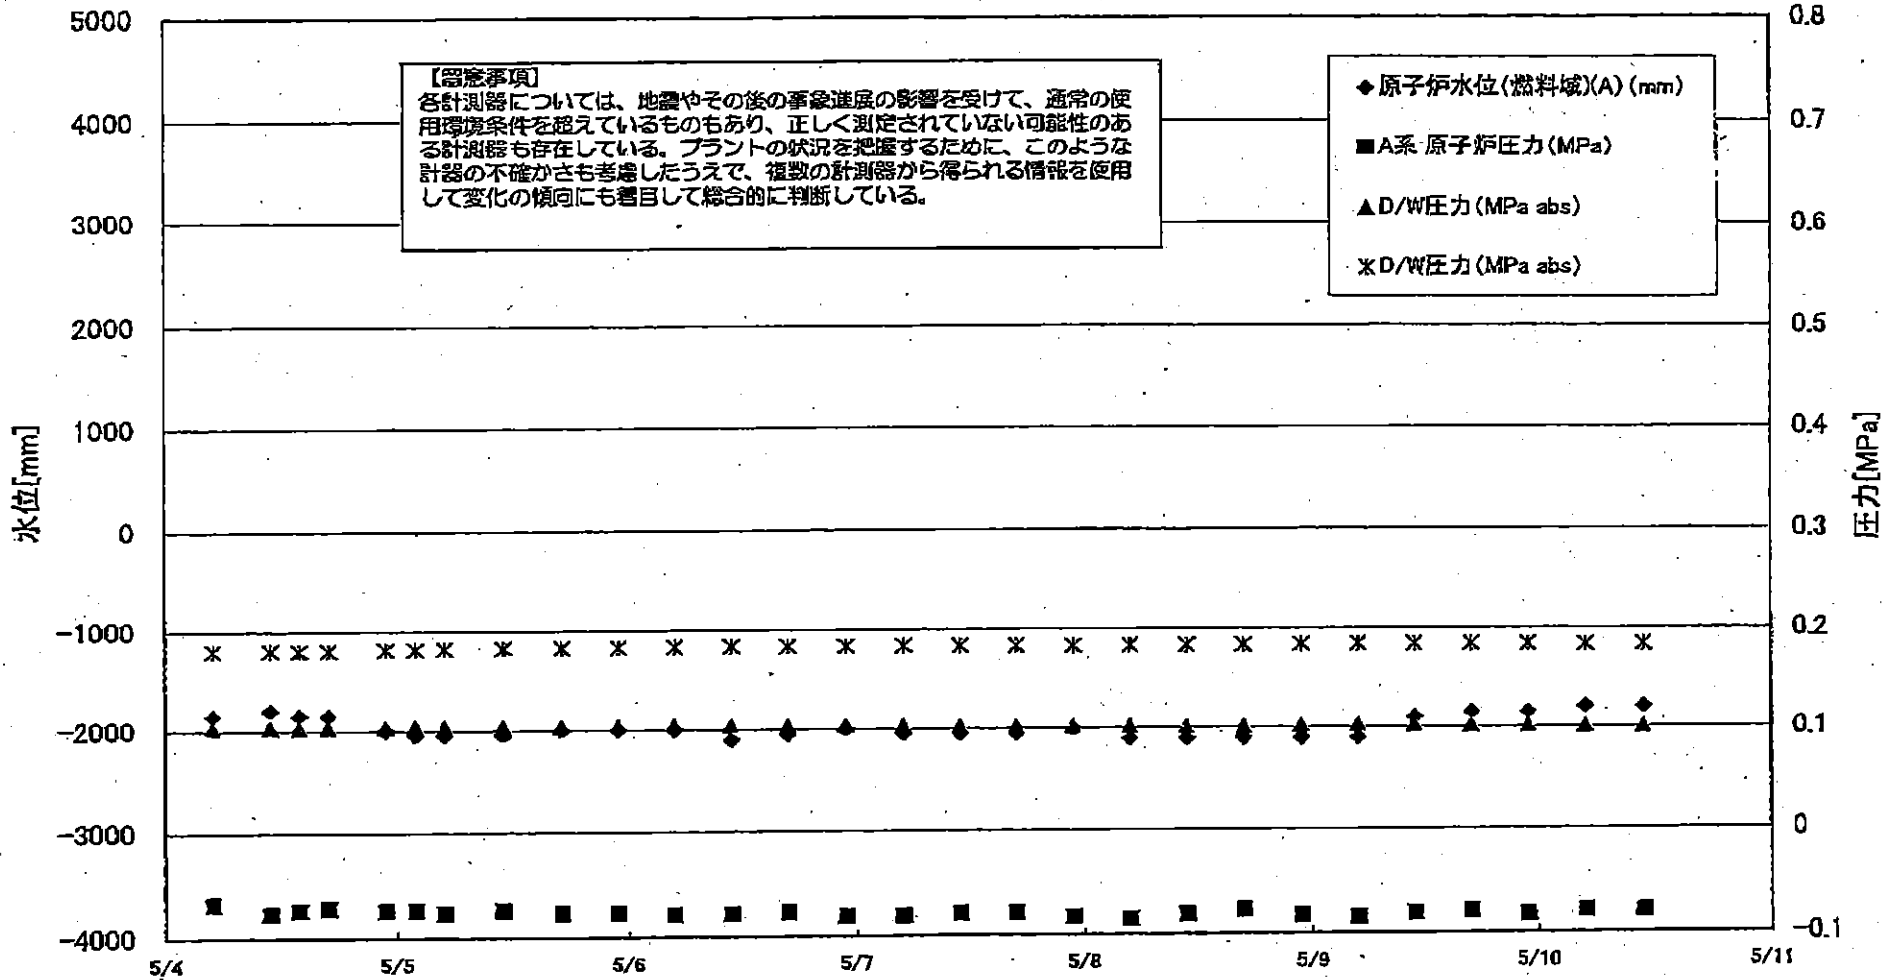 5000
4000
3000
2000
1000
0
-1000
-2000
-3000
-4000
水位[mm]
【留意事項】
各計測器については、地震やその後の事象進展の影響を受けて、通常の使
用環境条件を超えているものもあり、正しく測定されていない可能性のあ
る計測器も存在している。プラントの状況を把握するために、このような
計器の不確かさも考慮したうえで、複数の計測器から得られる情報を使用
して変化の傾向にも着目して総合的に判断している。
◆原子炉水位(燃料域)(A)(mm)
■A系 原子炉圧力(MPa)
▲D/W圧力(MPa abs)
D/W圧力(MPa abs)
0.8
0.7
0.6
0.5
0.4
0.3
0.2
0.1
0
-0.1
圧力[MPa]
5/4
5/5
5/6
5/7
5/8
5/9
5/10
5/11